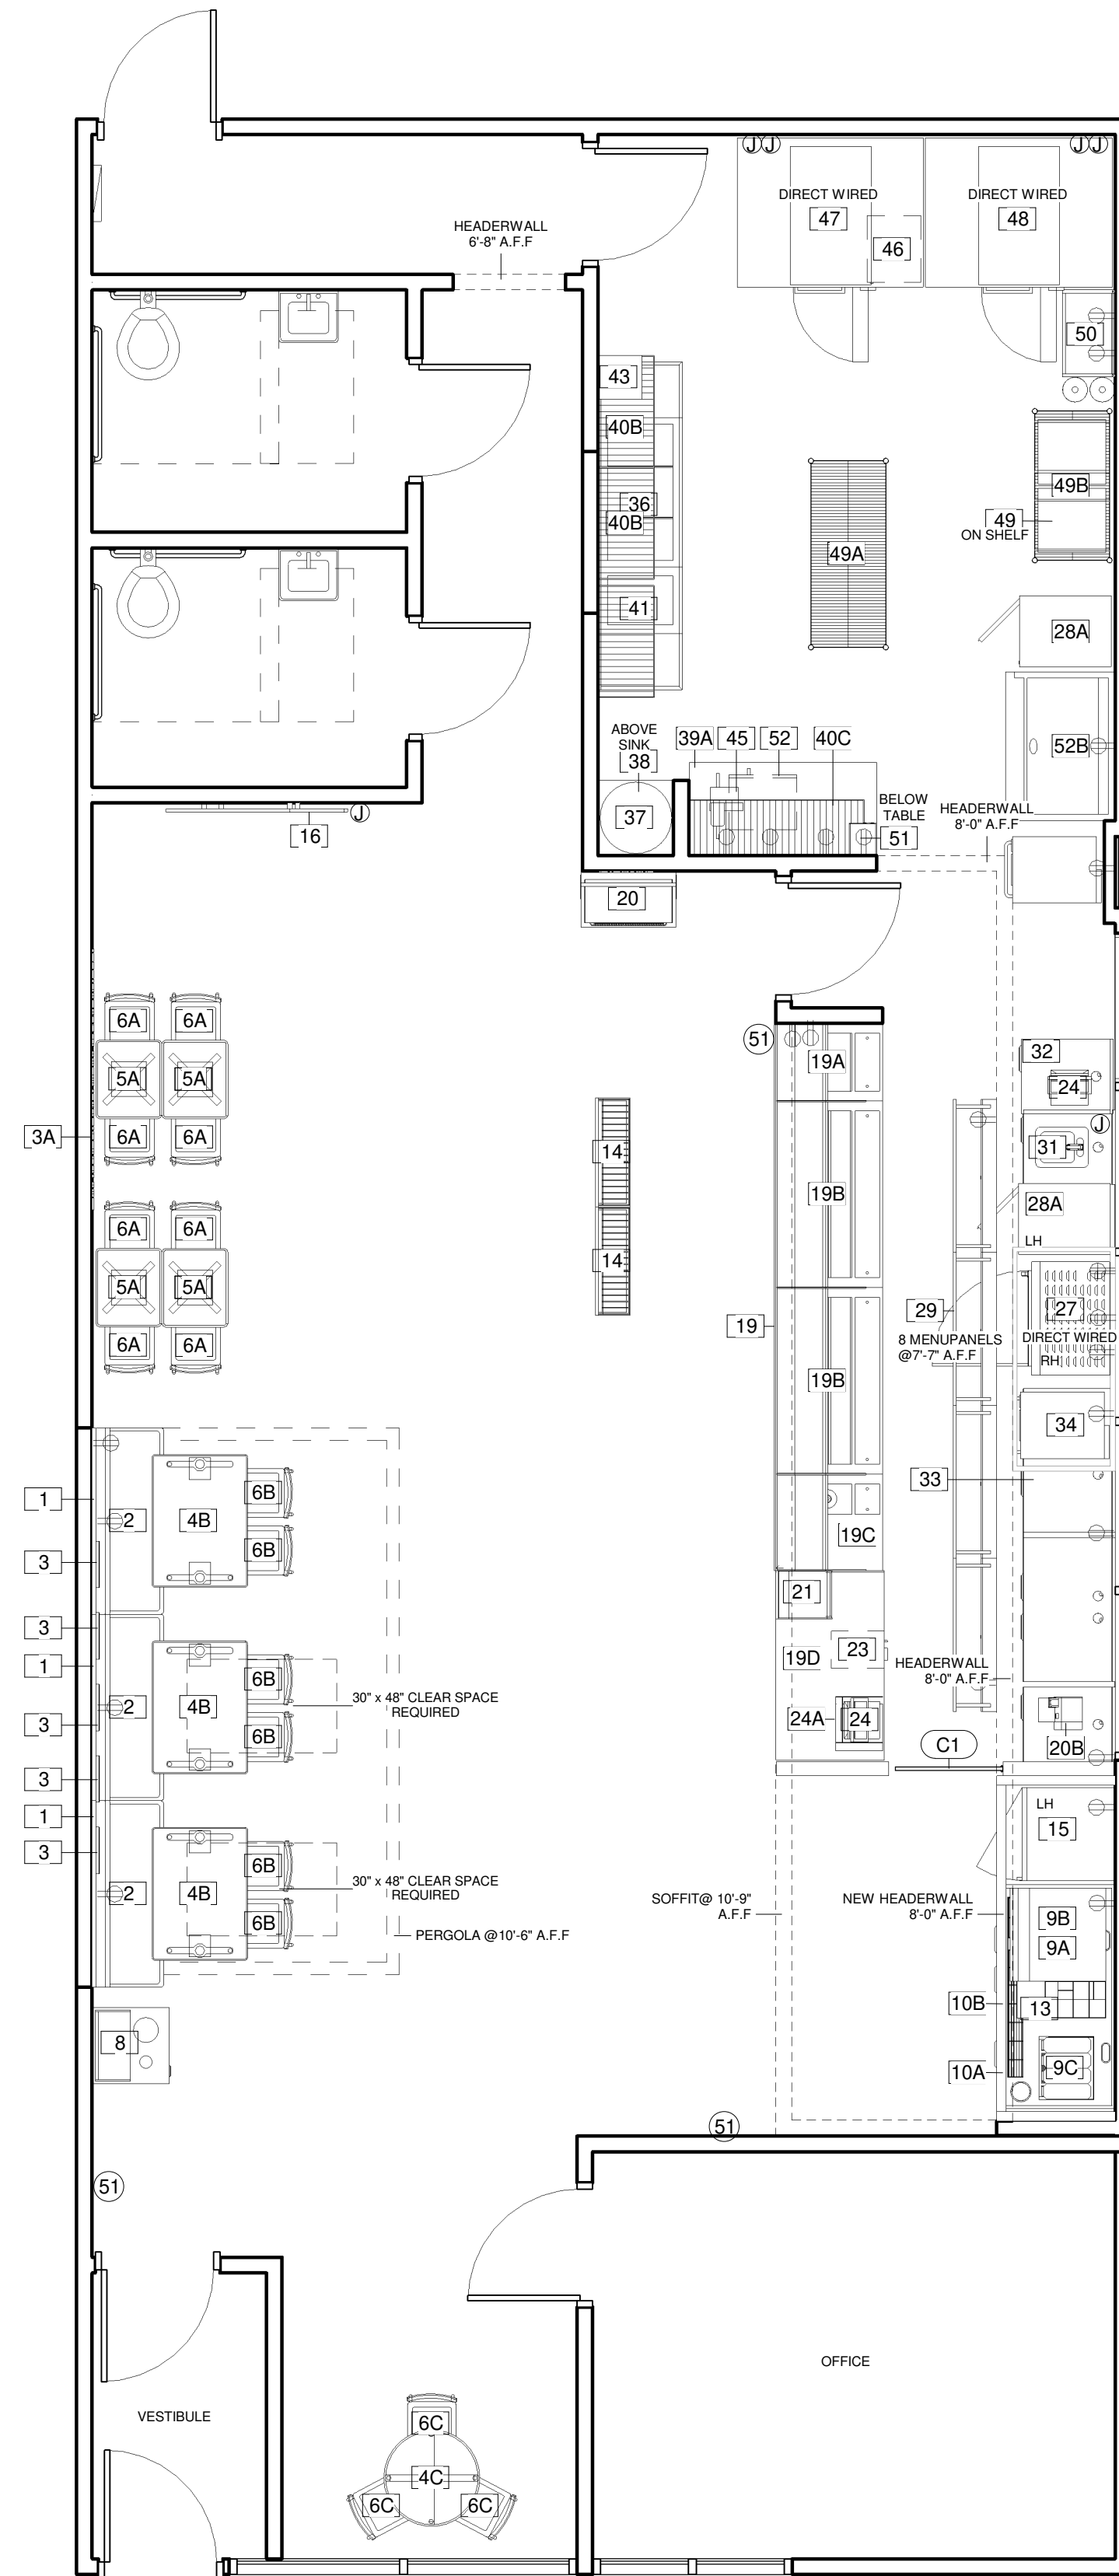 J J
J J
DIRECT WIRED
DIRECT WIRED
47
48
46
HEADERWALL
6'-8" A.F.F
50
43
40B
36
40B
49B
49
ON SHELF
49A
41
28A
ABOVE
SINK
38
39A
45
52
40C
52B
BELOW
TABLE
HEADERWALL
8'-0" A.F.F
37
51
J
16
20
6A
6A
51
32
19A
5A
5A
24
3A
6A
6A
J
14
31
19B
28A
6A
6A
LH
14
5A
5A
29
27
19
8 MENUPANELS
@7'-7" A.F.F
DIRECT WIRED
6A
6A
RH
19B
34
33
1
6B
2
4B
19C
3
6B
21
3
19D
23
1
6B
HEADERWALL
8'-0" A.F.F
30" x 48" CLEAR SPACE
REQUIRED
2
4B
24A
24
3
6B
C1
20B
3
LH
1
15
3
6B
30" x 48" CLEAR SPACE
REQUIRED
2
4B
SOFFIT@ 10'-9"
A.F.F
NEW HEADERWALL
8'-0" A.F.F
9B
6B
PERGOLA @10'-6" A.F.F
9A
10B
13
8
10A
9C
51
51
OFFICE
VESTIBULE
6C
4C
6C
6C